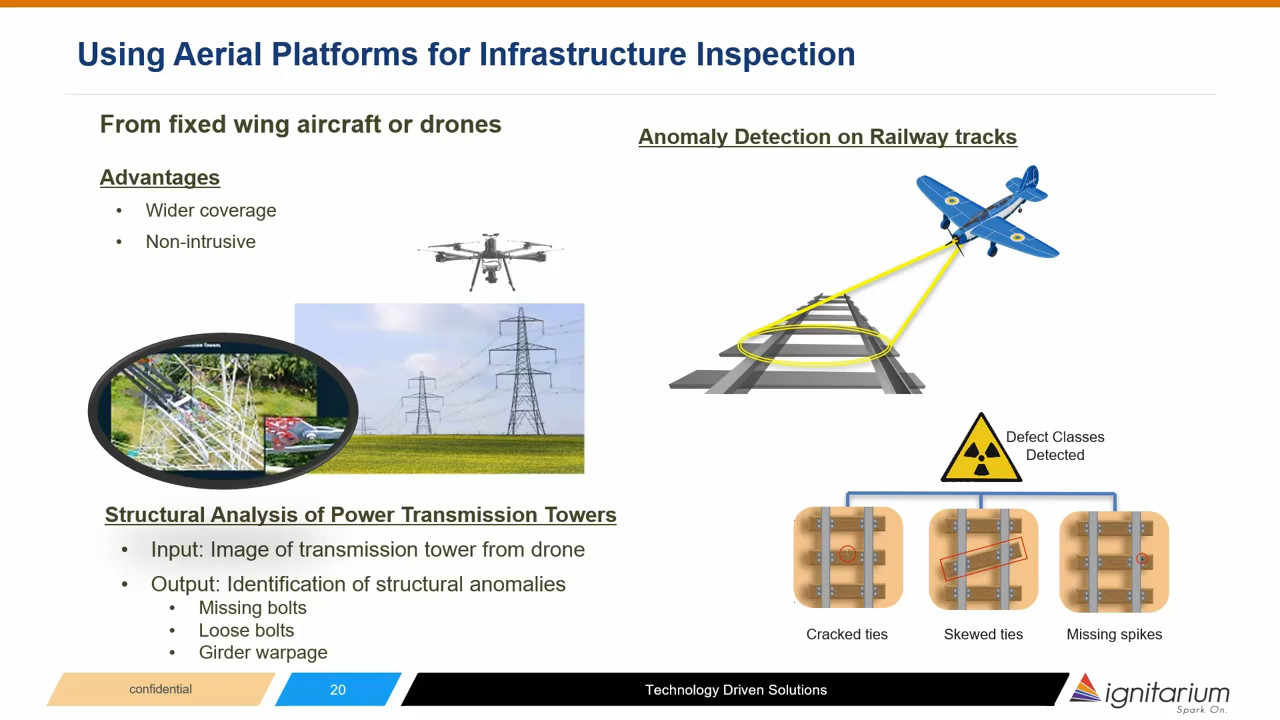 Using Aerial Platforms for Infrastructure Inspection
From fixed wing aircraft or drones
Advantages
• Wider coverage
• Non-intrusive
Structural Analysis of Power Transmission Towers
• Input: Image of transmission tower from drone
• Output: Identification of structural anomalies
• Missing bolts
• Loose bolts
• Girder warpage
Anomaly Detection on Railway tracks
Defect Classes
Detected
Cracked ties
Skewed ties
Missing spikes
confidential
20
Technology Driven Solutions
ignitarium
Spark On.